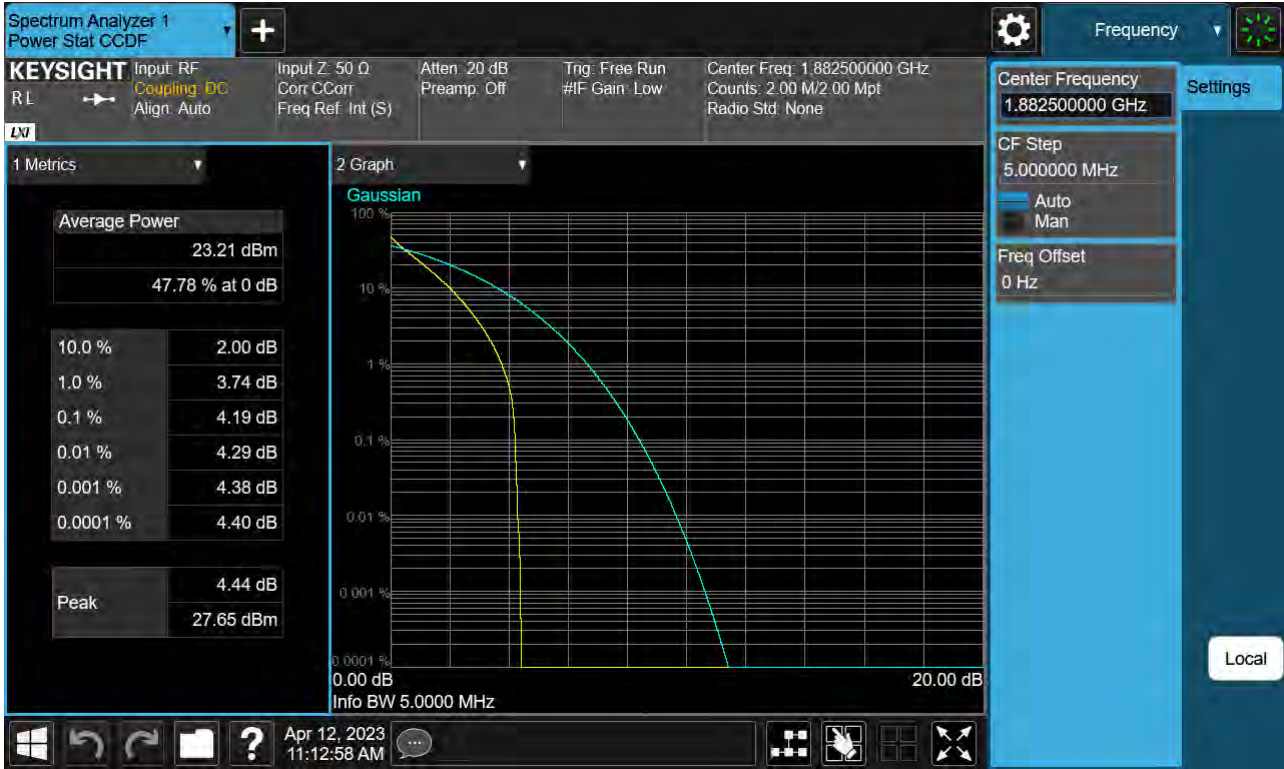 Spectrum Analyzer 1
Power Stat CCDF
+
Frequency
KEYSIGHT
RL
LXI
Input: RF
Coupling: DC
Align: Auto
Input Z: 50 Ω
Corr CCorr
Freq Ref: Int (S)
Atten: 20 dB
Preamp: Off
Trig: Free Run
#IF Gain: Low
Center Freq: 1.882500000 GHz
Counts: 2.00 M/2.00 Mpt
Radio Std: None
Center Frequency
1.882500000 GHz
Settings
CF Step
5.000000 MHz
Auto
Man
Freq Offset
0 Hz
Local
1 Metrics
Average Power
23.21 dBm
47.78 % at 0 dB
10.0 % 2.00 dB
1.0 % 3.74 dB
0.1 % 4.19 dB
0.01 % 4.29 dB
0.001 % 4.38 dB
0.0001 % 4.40 dB
Peak
4.44 dB
27.65 dBm
2 Graph
Gaussian
100 %
10 %
1 %
0.1 %
0.01 %
0.001 %
0.0001 %
0.00 dB 20.00 dB
Info BW 5.0000 MHz
?
Apr 12, 2023
11:12:58 AM